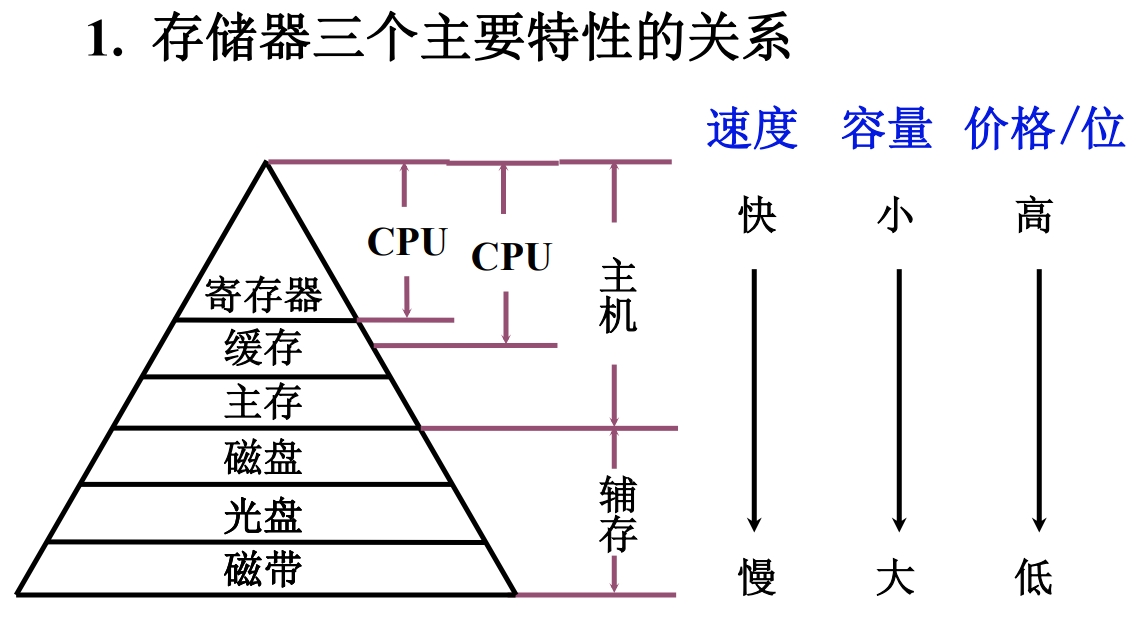 1. 存储器三个主要特性的关系
速度 容量 价格/位
快 小 高
CPU
CPU
寄存器
缓存
主存
磁盘
光盘
磁带
主机
辅存
慢 大 低